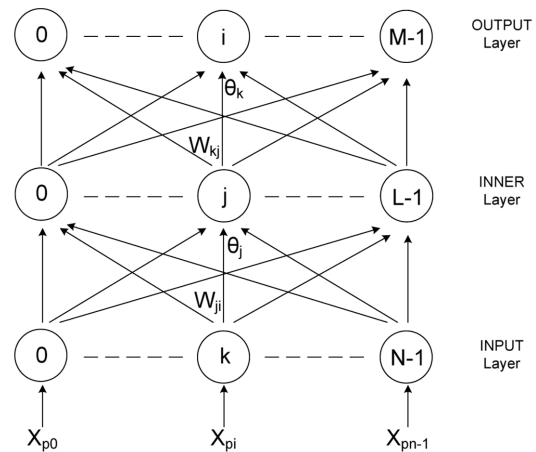 0 i M-1 OUTPUT
Layer
θk
Wkj
0 j L-1 INNER
Layer
θj
Wji
0 k N-1 INPUT
Layer
Xp0 Xpi Xpn-1